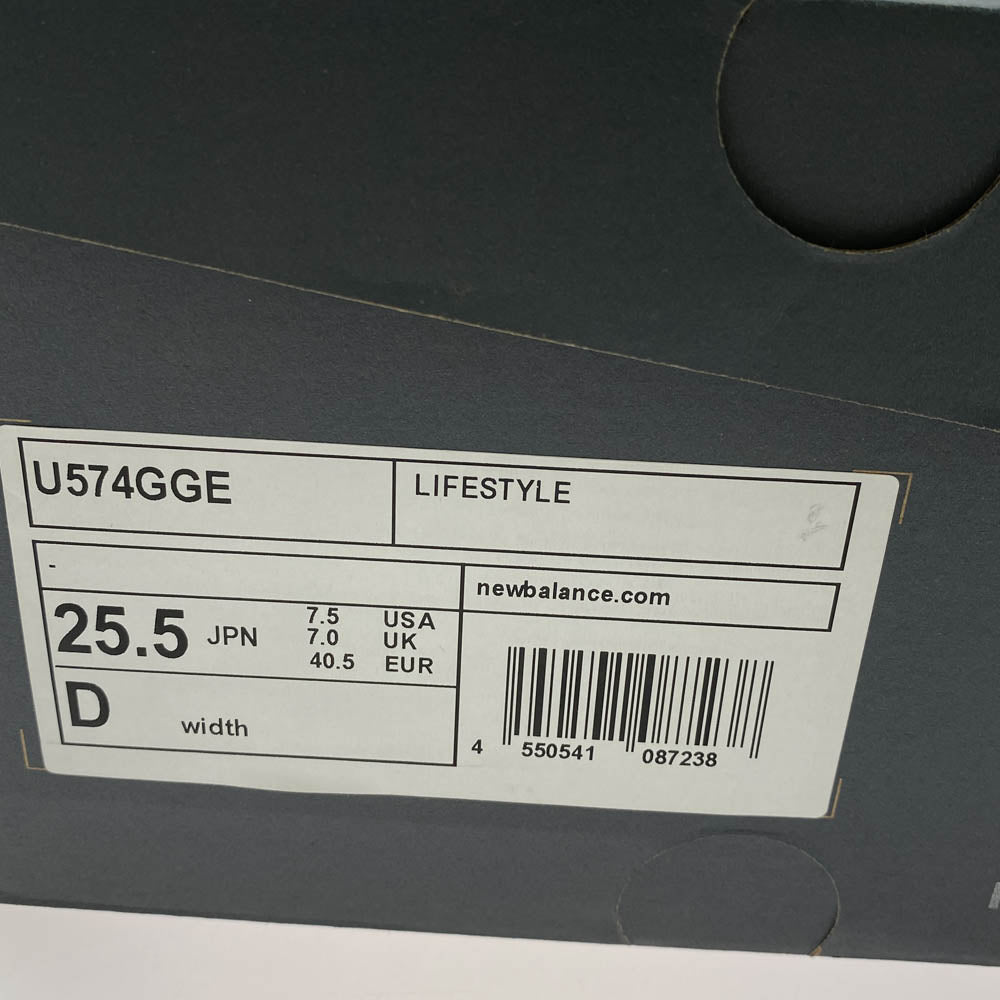 U574GGE
LIFESTYLE
-
newbalance.com
25.5 JPN
7.5 USA
7.0 UK
40.5 EUR
D width
4 550541 087238